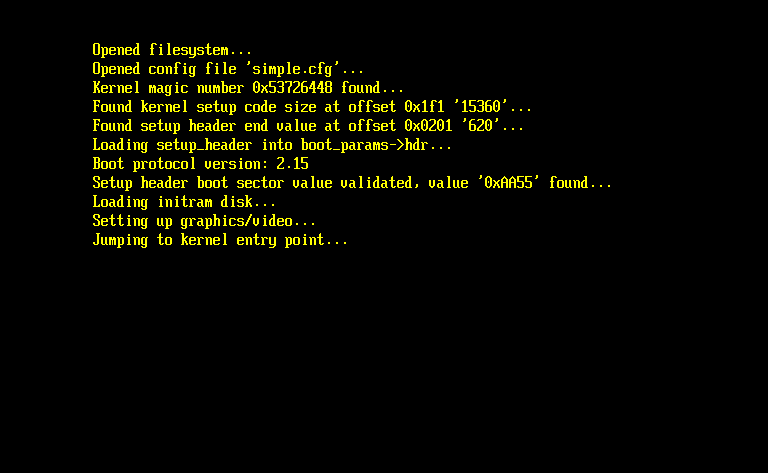 Opened filesystem...
Opened config file 'simple.cfg'...
Kernel magic number 0x53726448 found...
Found kernel setup code size at offset 0x1f1 '15360'...
Found setup header end value at offset 0x0201 '620'...
Loading setup_header into boot_params->hdr...
Boot protocol version: 2.15
Setup header boot sector value validated, value '0xAA55' found...
Loading initram disk...
Setting up graphics/video...
Jumping to kernel entry point...